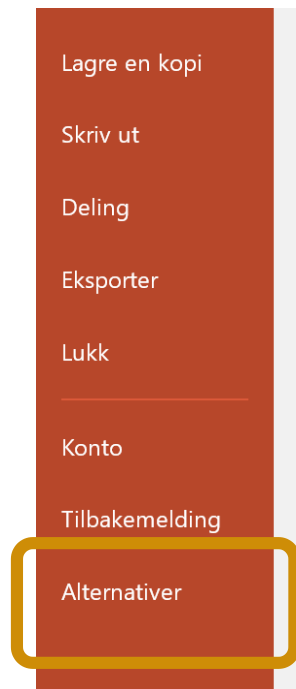 Lagre en kopi
Skriv ut
Deling
Eksporter
Lukk
Konto
Tilbakemelding
Alternativer